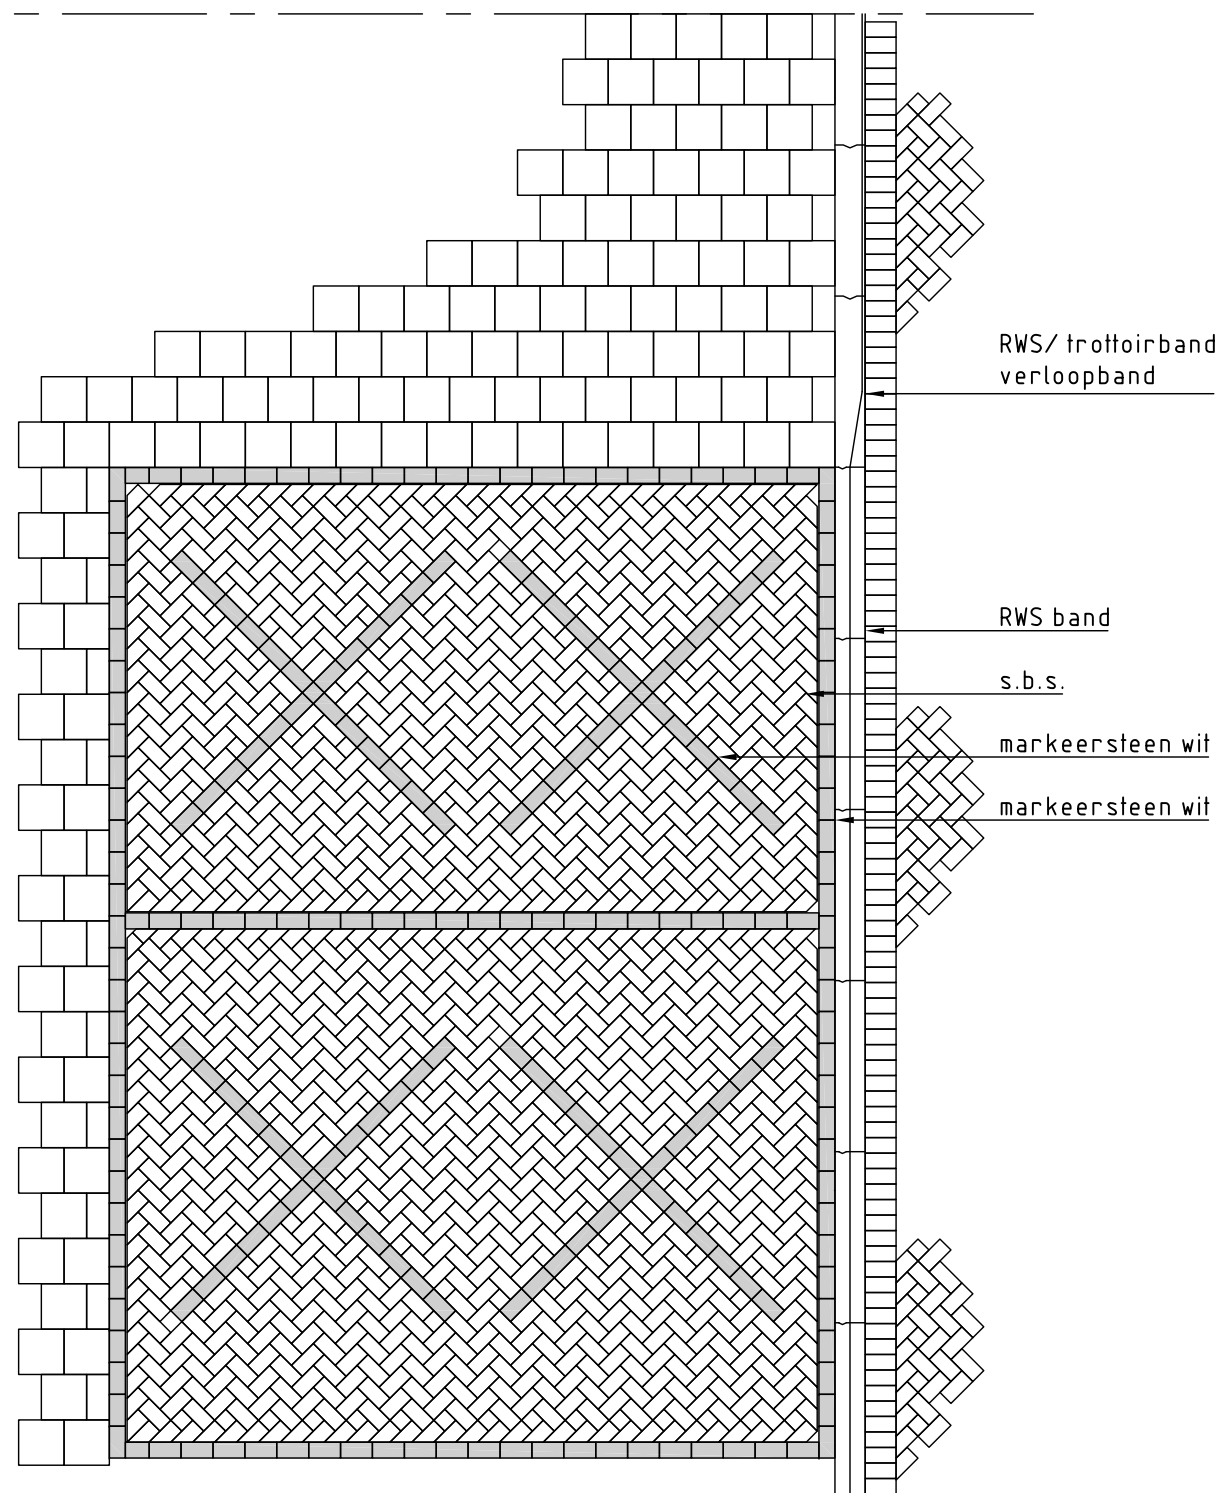 RWS/ trottoirband
verloopband
RWS band
s.b.s.
markeersteen wit
markeersteen wit